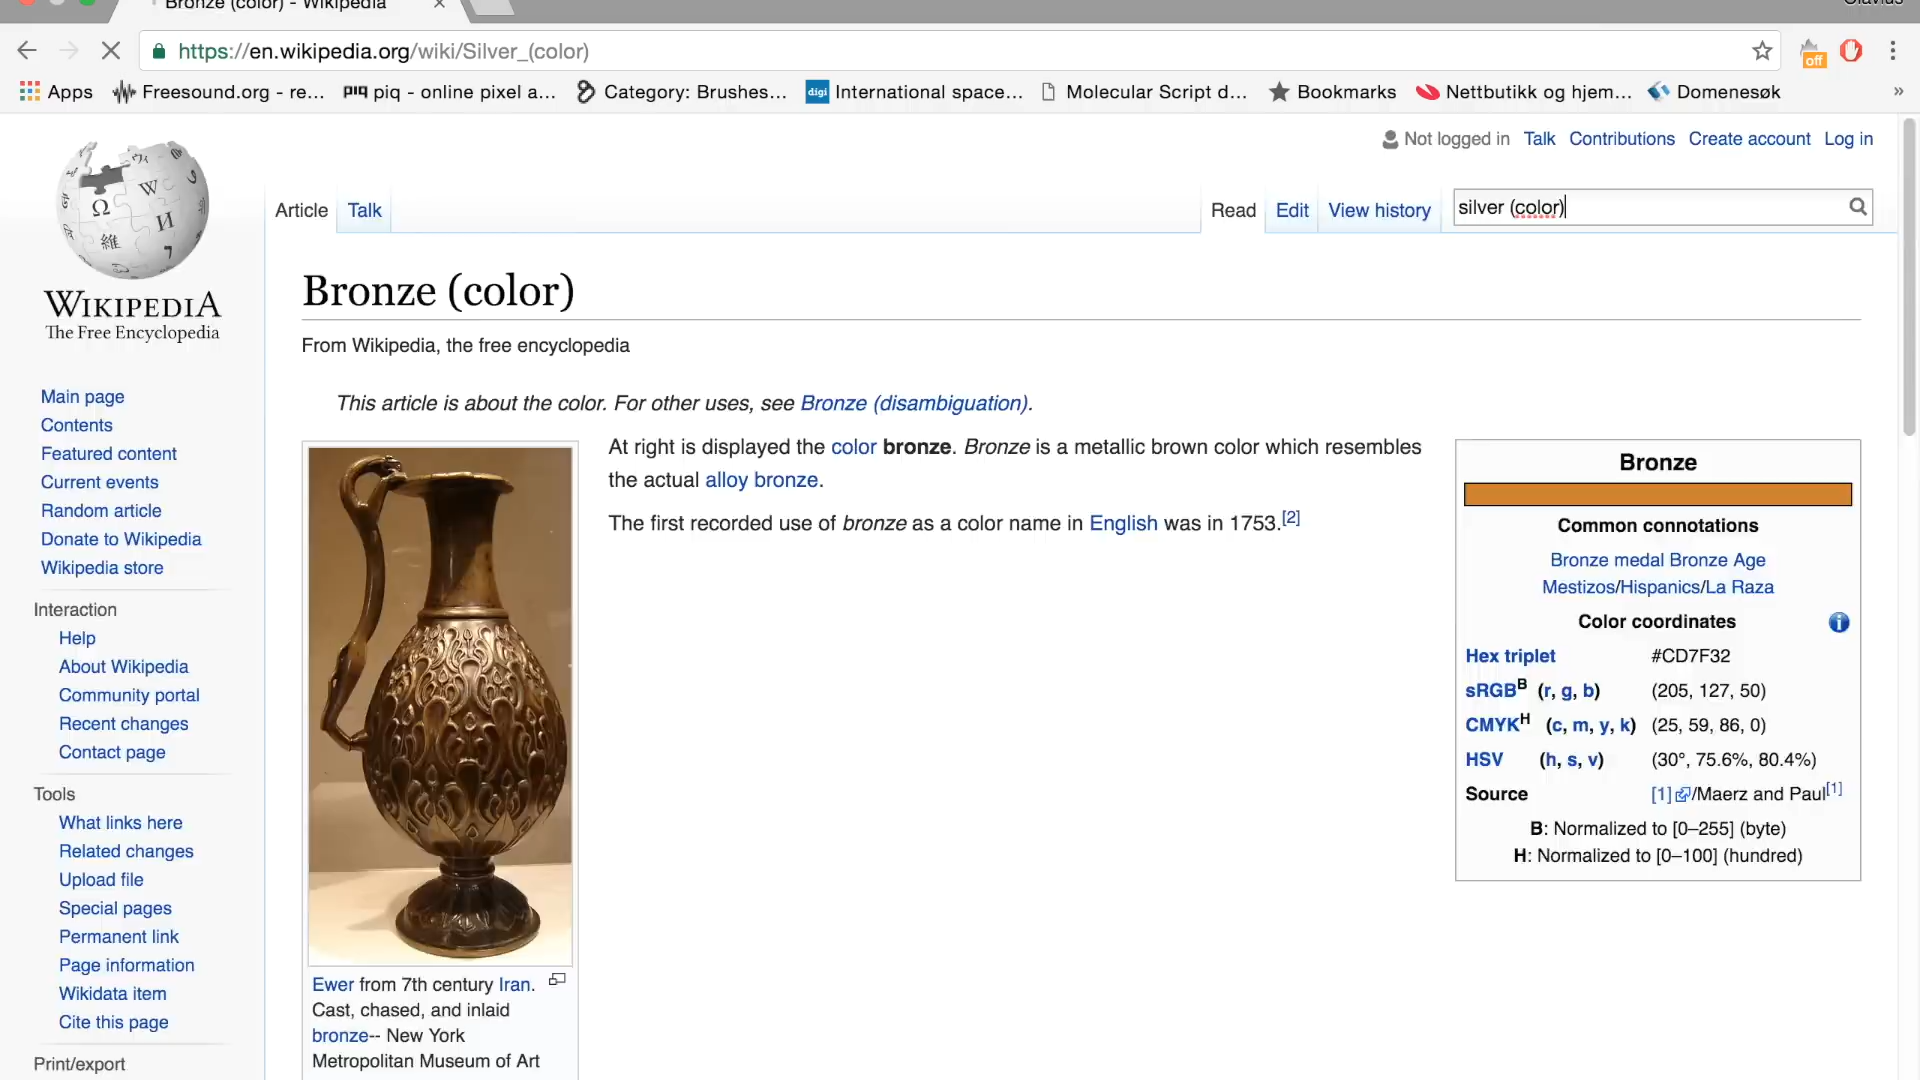 Bronze (color) - Wikipedia
Olavius
https://en.wikipedia.org/wiki/Silver_(color)
off
Apps
Freesound.org - re...
piq - online pixel a...
Category: Brushes...
digi
International space...
Molecular Script d...
Bookmarks
Nettbutikk og hjem...
Domenesøk
»
Not logged in Talk Contributions Create account Log in
Article Talk
Read Edit View history
silver (color)
WIKIPEDIA
The Free Encyclopedia
Main page
Contents
Featured content
Current events
Random article
Donate to Wikipedia
Wikipedia store
Interaction
Help
About Wikipedia
Community portal
Recent changes
Contact page
Tools
What links here
Related changes
Upload file
Special pages
Permanent link
Page information
Wikidata item
Cite this page
Print/export
Bronze (color)
From Wikipedia, the free encyclopedia
This article is about the color. For other uses, see Bronze (disambiguation).
Ewer from 7th century Iran.
Cast, chased, and inlaid
bronze-- New York
Metropolitan Museum of Art
At right is displayed the color bronze. Bronze is a metallic brown color which resembles
the actual alloy bronze.
The first recorded use of bronze as a color name in English was in 1753.[2]
Bronze
Common connotations
Bronze medal Bronze Age
Mestizos/Hispanics/La Raza
Color coordinates
Hex triplet #CD7F32
sRGB^B (r, g, b) (205, 127, 50)
CMYK^H (c, m, y, k) (25, 59, 86, 0)
HSV (h, s, v) (30°, 75.6%, 80.4%)
Source [1]/Maerz and Paul[1]
B: Normalized to [0–255] (byte)
H: Normalized to [0–100] (hundred)